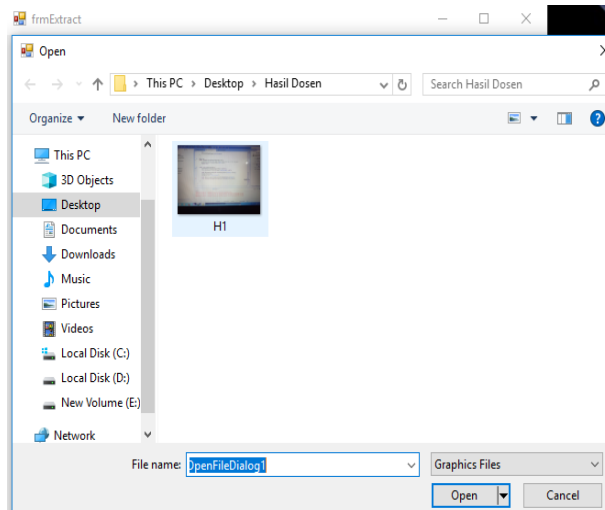 frmExtract
Open
This PC > Desktop > Hasil Dosen
Search Hasil Dosen
Organize
New folder
This PC
3D Objects
Desktop
Documents
Downloads
Music
Pictures
Videos
Local Disk (C:)
Local Disk (D:)
New Volume (E:)
Network
H1
File name: OpenFileDialog1
Graphics Files
Open
Cancel